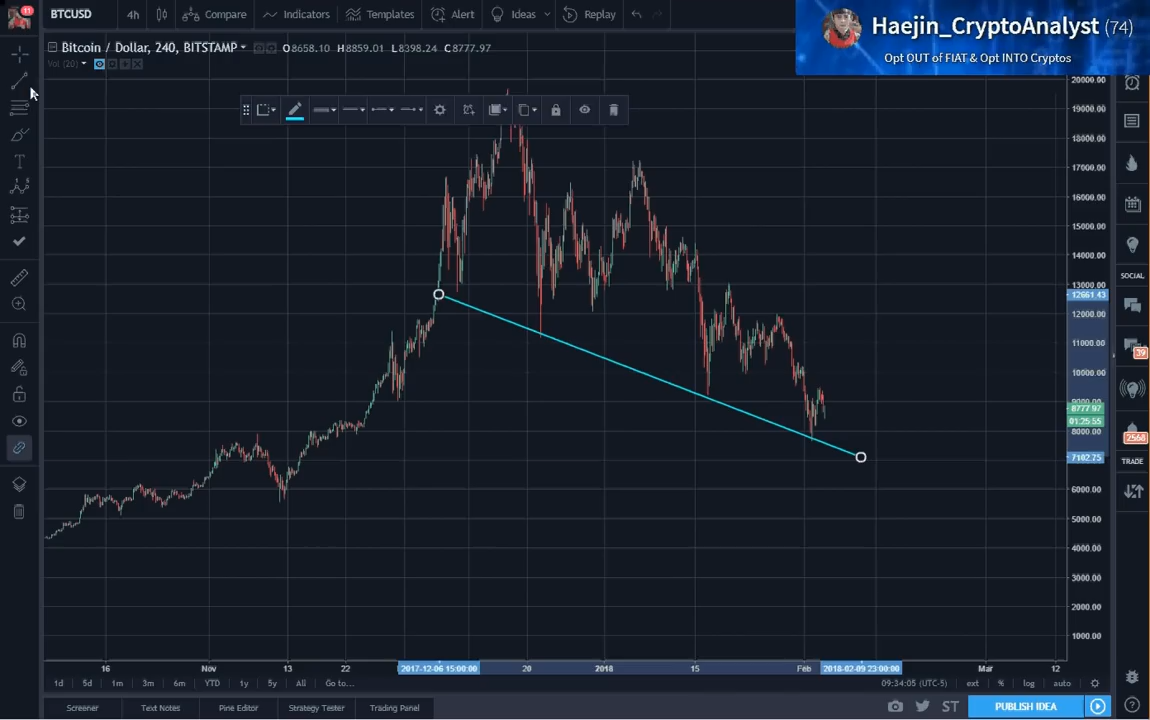 11
BTCUSD
4h
Compare
Indicators
Templates
Alert
Ideas
Replay
Haejin_CryptoAnalyst (74)
Opt OUT of FIAT & Opt INTO Cryptos
Bitcoin / Dollar, 240, BITSTAMP
O8658.10 H8859.01 L8398.24 C8777.97
Vol (20)
20000.00
19000.00
18000.00
17000.00
16000.00
15000.00
14000.00
13000.00
12661.43
12000.00
11000.00
10000.00
9000.00
8777.97
01:25:55
8000.00
7102.75
6000.00
5000.00
4000.00
3000.00
2000.00
1000.00
SOCIAL
39
2568
TRADE
16
Nov
13
22
2017-12-06 15:00:00
20
2018
15
Feb
2018-02-09 23:00:00
Mar
12
1d
5d
1m
3m
6m
YTD
1y
5y
All
Go to...
09:34:05 (UTC-5)
ext
%
log
auto
Screener
Text Notes
Pine Editor
Strategy Tester
Trading Panel
ST
PUBLISH IDEA